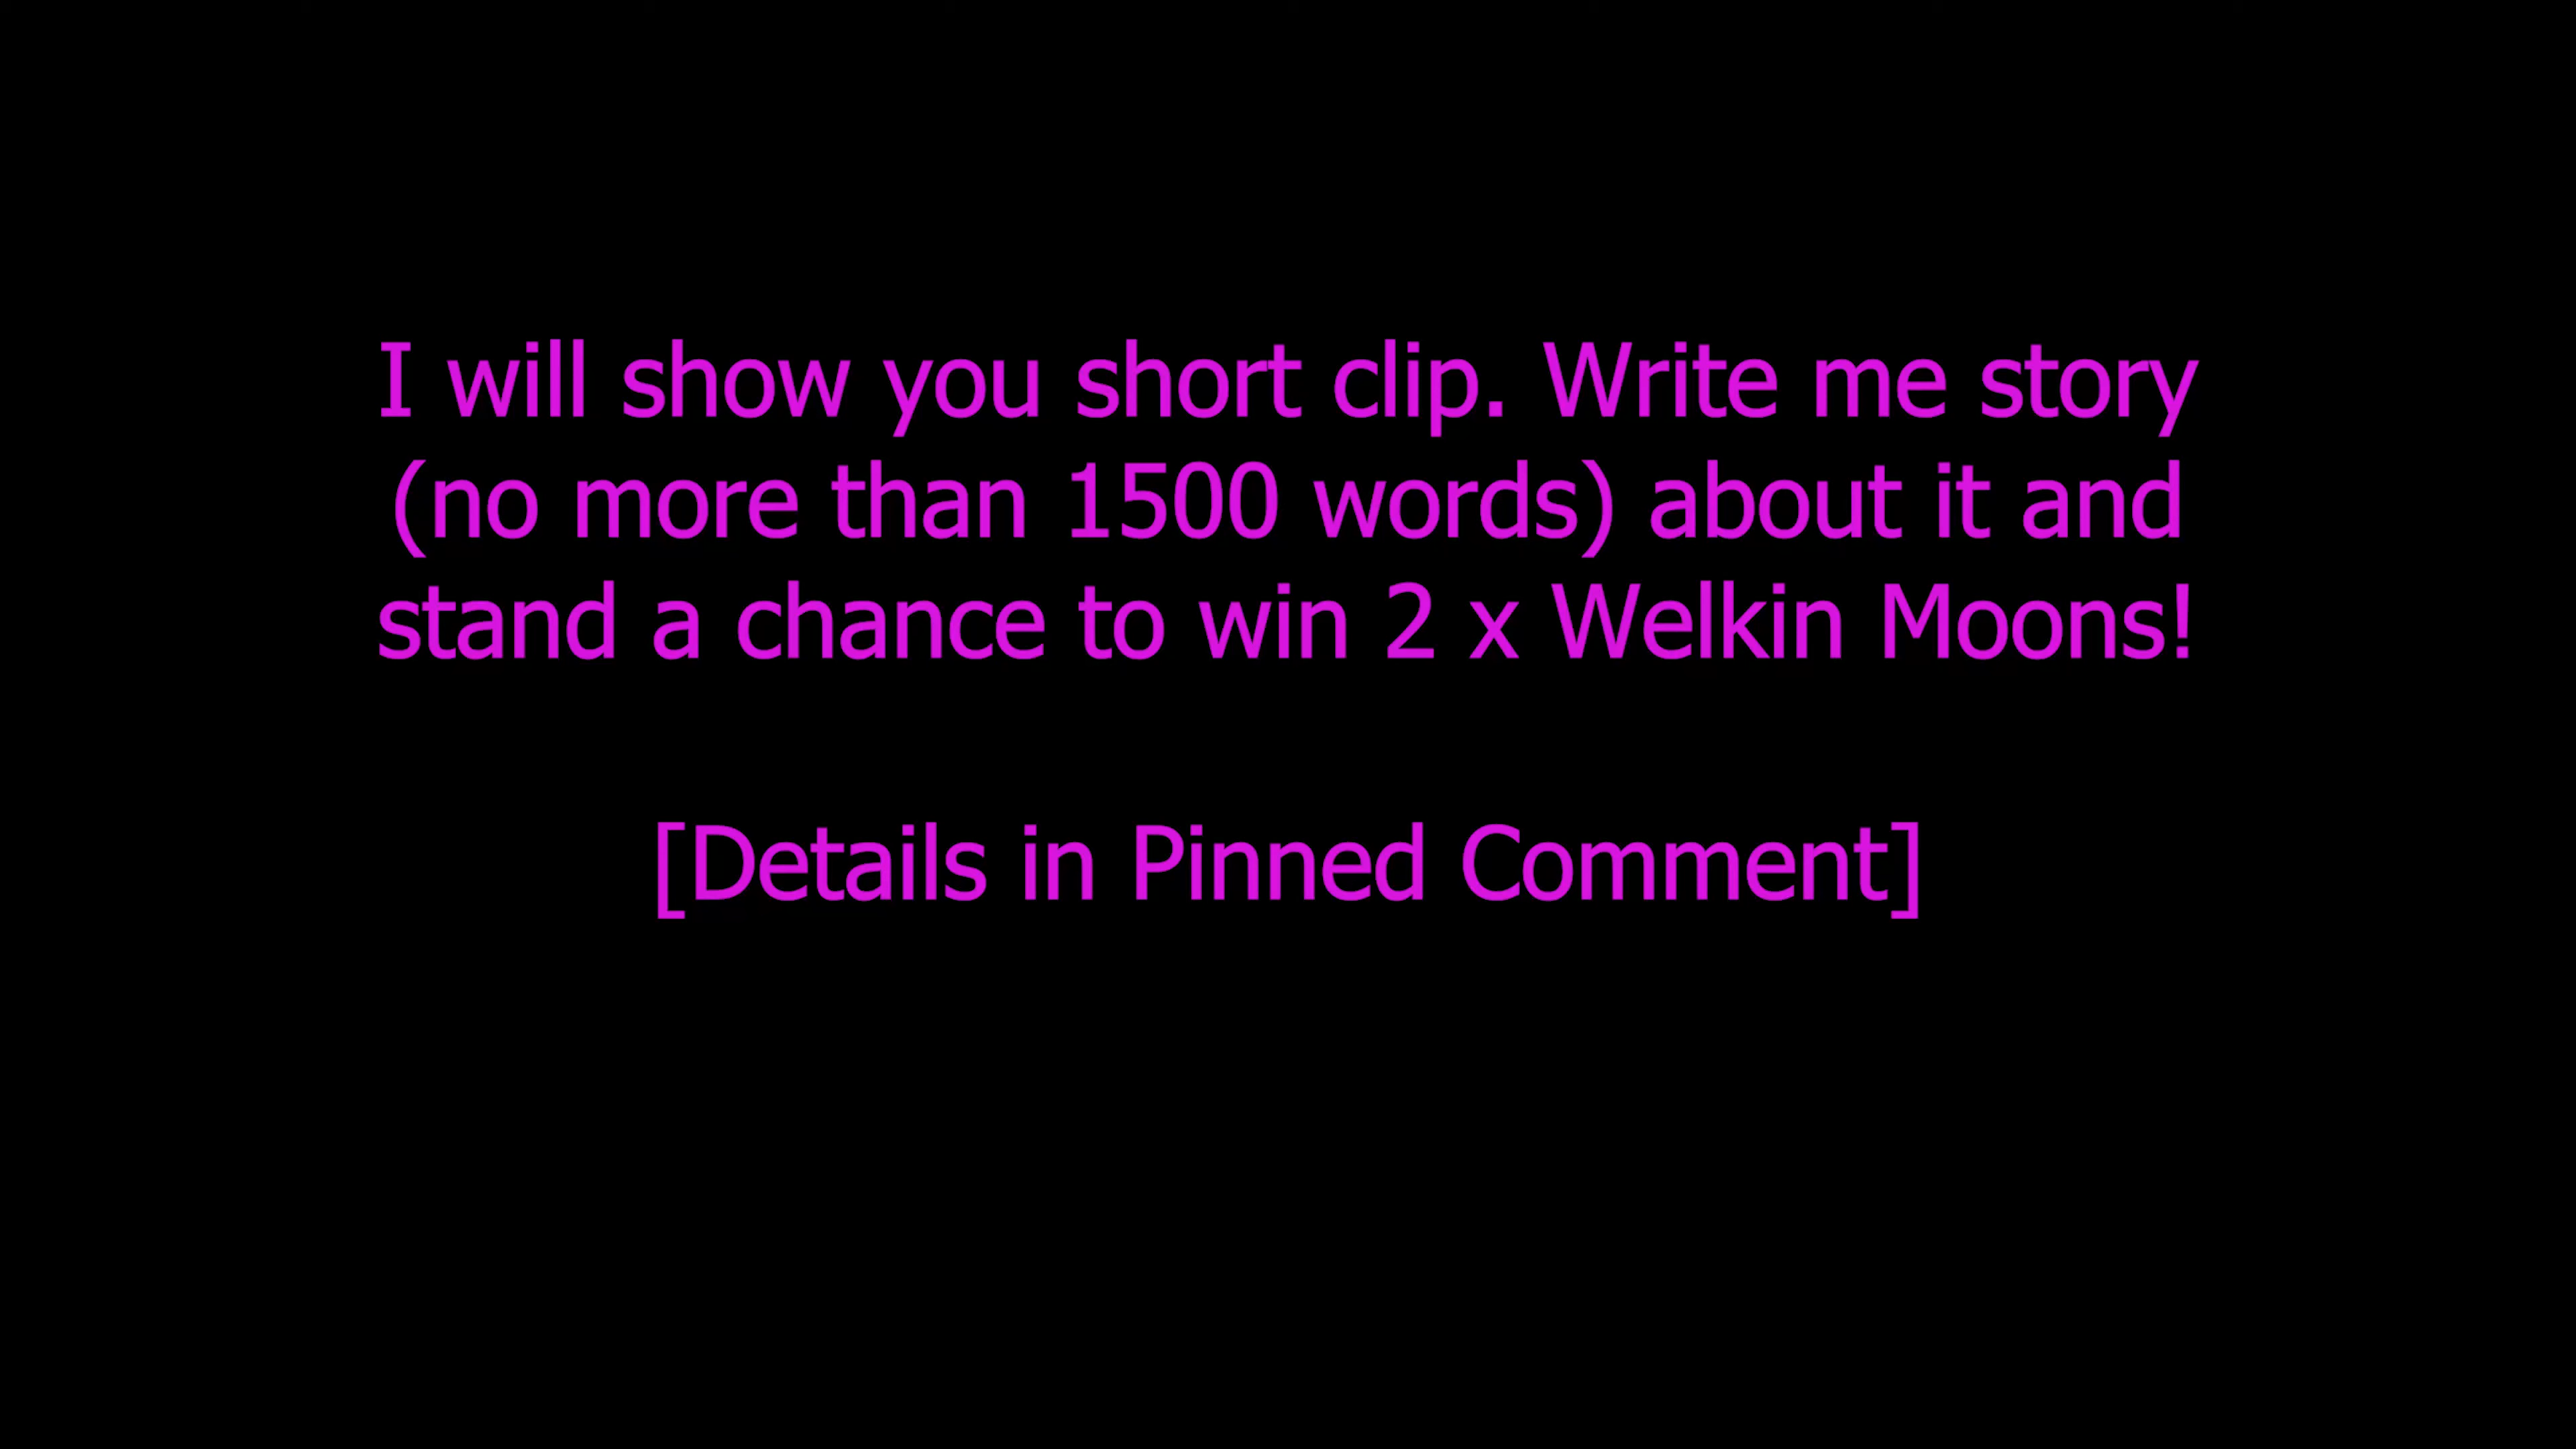 I will show you short clip. Write me story
(no more than 1500 words) about it and
stand a chance to win 2 x Welkin Moons!
[Details in Pinned Comment]